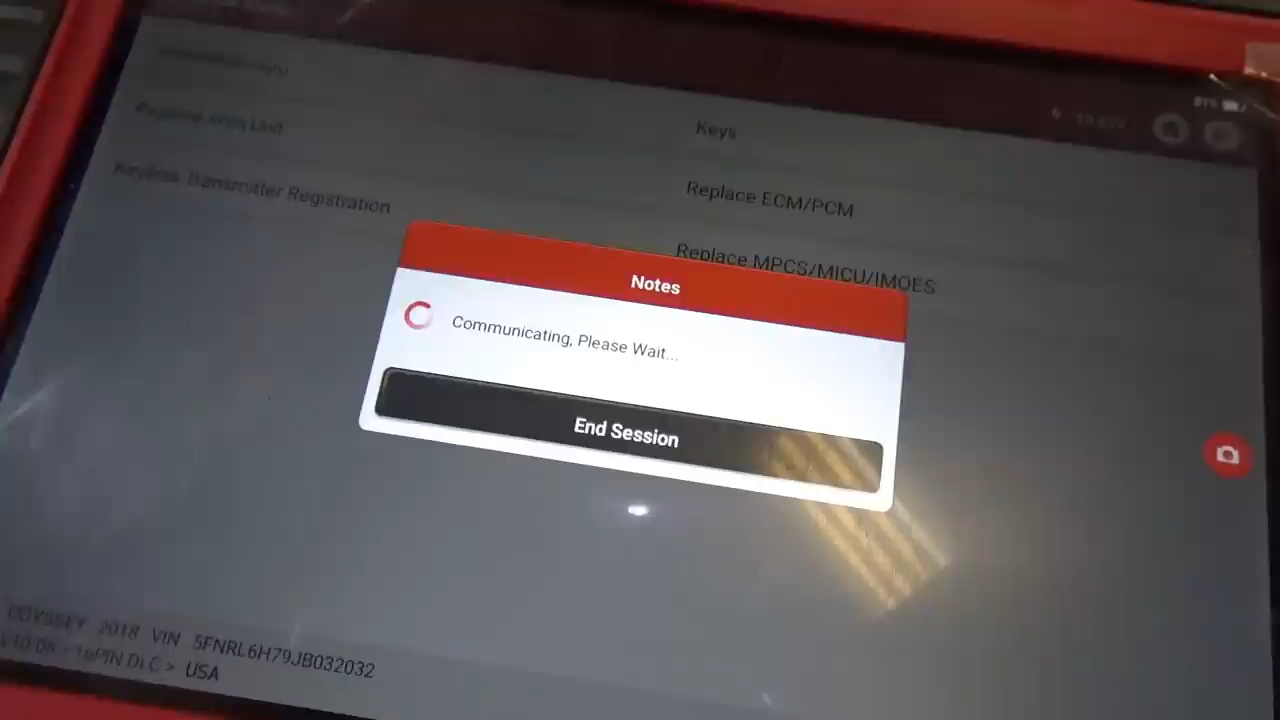 81%
Keys
Replace ECM/PCM
Keyless Transmitter Registration
Replace MPCS/MICU/IMOES
Notes
Communicating, Please Wait...
End Session
ODYSSEY 2018 VIN 5FNRL6H79JB032032
16PIN DLC > USA